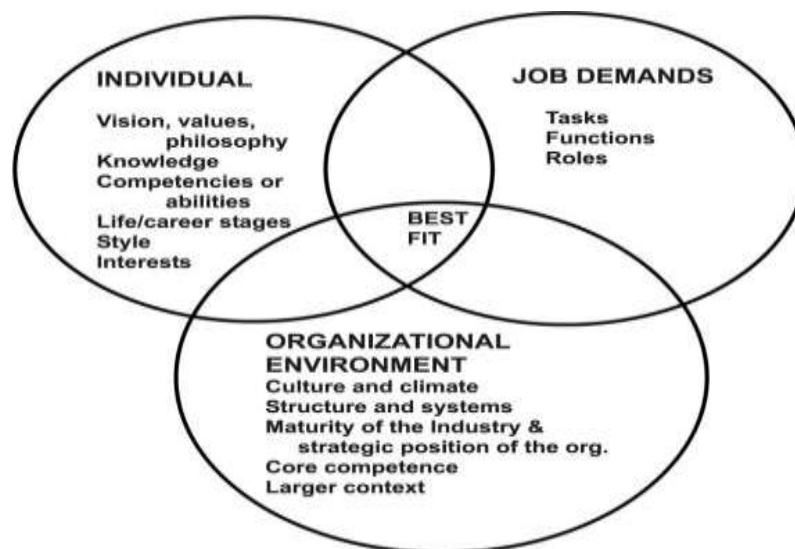 INDIVIDUAL
Vision, values,
philosophy
Knowledge
Competencies or
abilities
Life/career stages
Style
Interests
JOB DEMANDS
Tasks
Functions
Roles
BEST
FIT
ORGANIZATIONAL
ENVIRONMENT
Culture and climate
Structure and systems
Maturity of the Industry &
strategic position of the org.
Core competence
Larger context